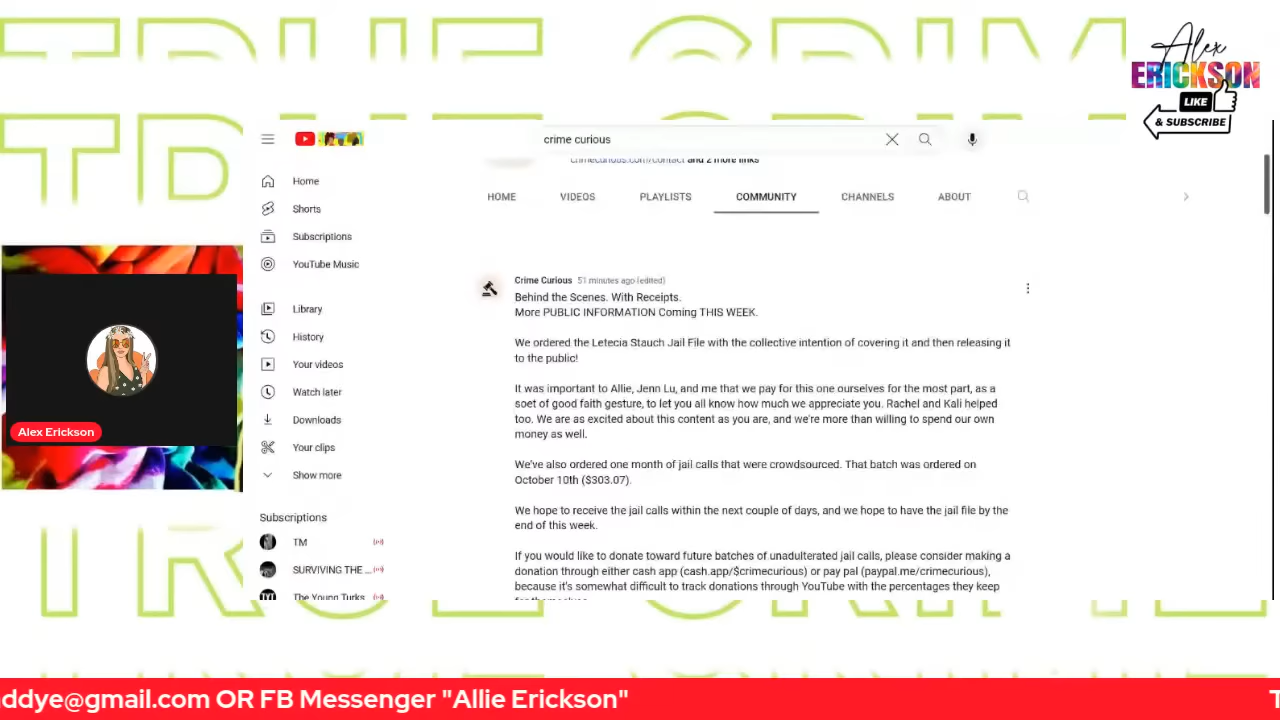 TRUE CRIM
TRUE CRIM
Alex
ERICKSON
LIKE
& SUBSCRIBE
crime curious
crimecurious.com/contact and 2 more links
Home
Shorts
Subscriptions
YouTube Music
Library
History
Your videos
Watch later
Downloads
Your clips
Show more
Subscriptions
TM
SURVIVING THE ...
The Young Turks
HOME VIDEOS PLAYLISTS COMMUNITY CHANNELS ABOUT
Crime Curious 51 minutes ago (edited)
Behind the Scenes. With Receipts.
More PUBLIC INFORMATION Coming THIS WEEK.
We ordered the Letecia Stauch Jail File with the collective intention of covering it and then releasing it
to the public!
It was important to Allie, Jenn Lu, and me that we pay for this one ourselves for the most part, as a
soet of good faith gesture, to let you all know how much we appreciate you. Rachel and Kali helped
too. We are as excited about this content as you are, and we're more than willing to spend our own
money as well.
We've also ordered one month of jail calls that were crowdsourced. That batch was ordered on
October 10th ($303.07).
We hope to receive the jail calls within the next couple of days, and we hope to have the jail file by the
end of this week.
If you would like to donate toward future batches of unadulterated jail calls, please consider making a
donation through either cash app (cash.app/$crimecurious) or pay pal (paypal.me/crimecurious),
because it's somewhat difficult to track donations through YouTube with the percentages they keep
for themselves.
Alex Erickson
addye@gmail.com OR FB Messenger "Allie Erickson"